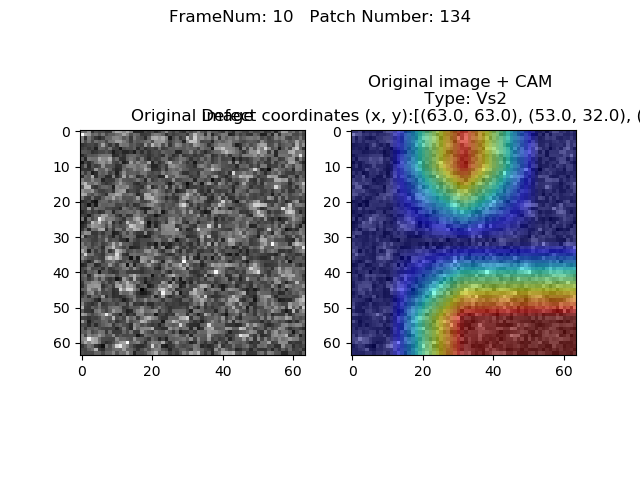 FrameNum: 10   Patch Number: 134
Original image
Original image + CAM
Type: Vs2
Defect coordinates (x, y):[(63.0, 63.0), (53.0, 32.0), (
0
10
20
30
40
50
60
0 20 40 60
0
10
20
30
40
50
60
0 20 40 60